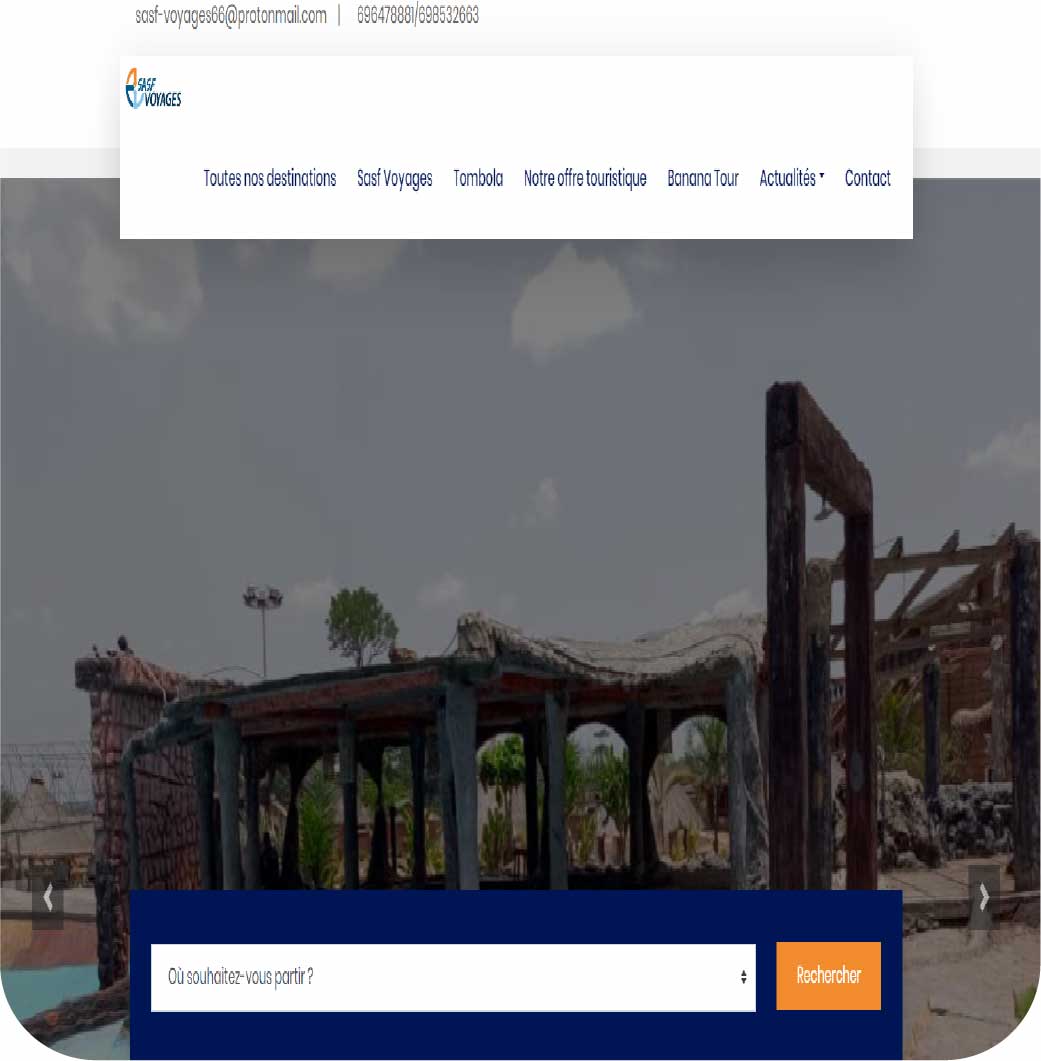 sasf-voyages66@protonmail.com | 696478881/698532663
SASF
VOYAGES
Toutes nos destinations Sasf Voyages Tombola Notre offre touristique Banana Tour Actualités Contact
Où souhaitez-vous partir ? Rechercher